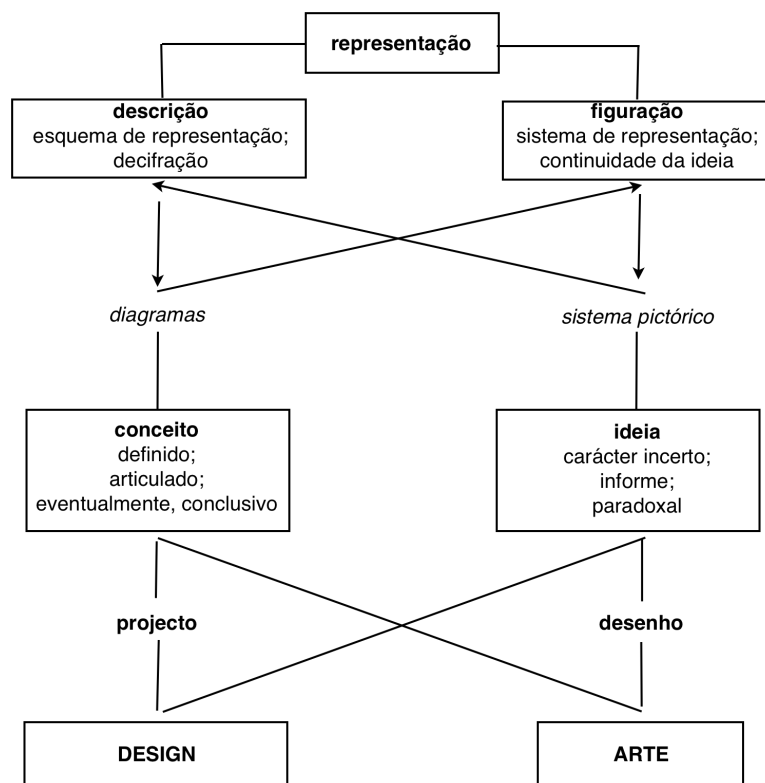 representação
descrição
esquema de representação;
decifração
figuração
sistema de representação;
continuidade da ideia
diagramas
sistema pictórico
conceito
definido;
articulado;
eventualmente, conclusivo
ideia
carácter incerto;
informe;
paradoxal
projecto
desenho
DESIGN
ARTE